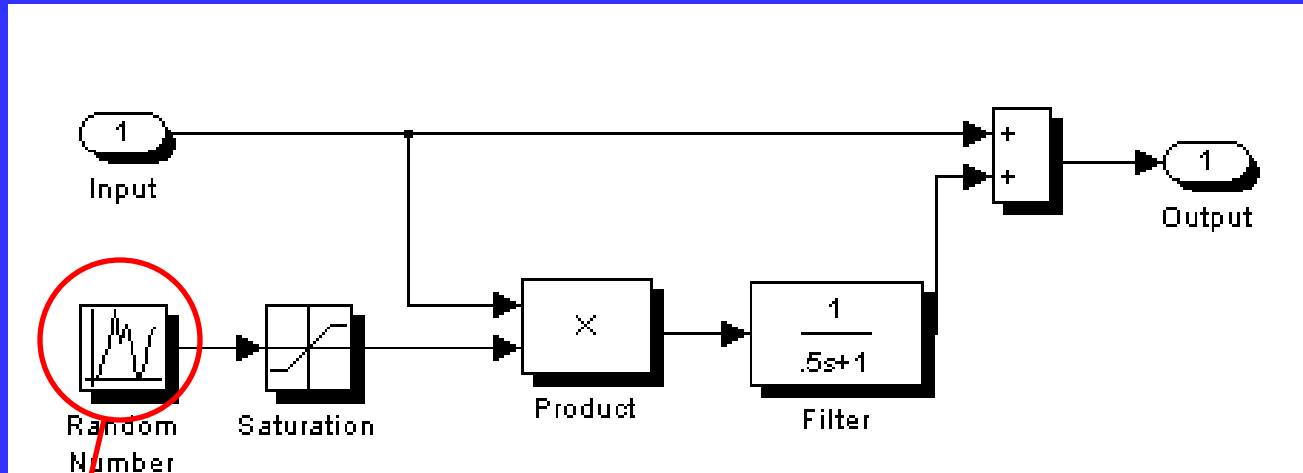 1
Input
+
+
1
Output
×
Product
1
.5s+1
Filter
Saturation
Random
Number